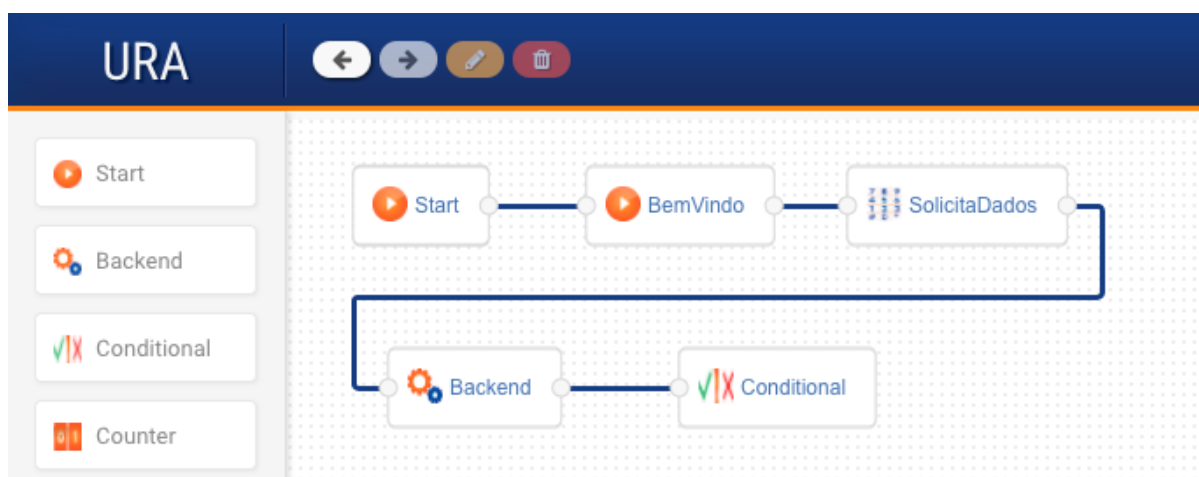 URA
Start
Backend
Conditional
Counter
Start
BemVindo
SolicitaDados
Backend
Conditional